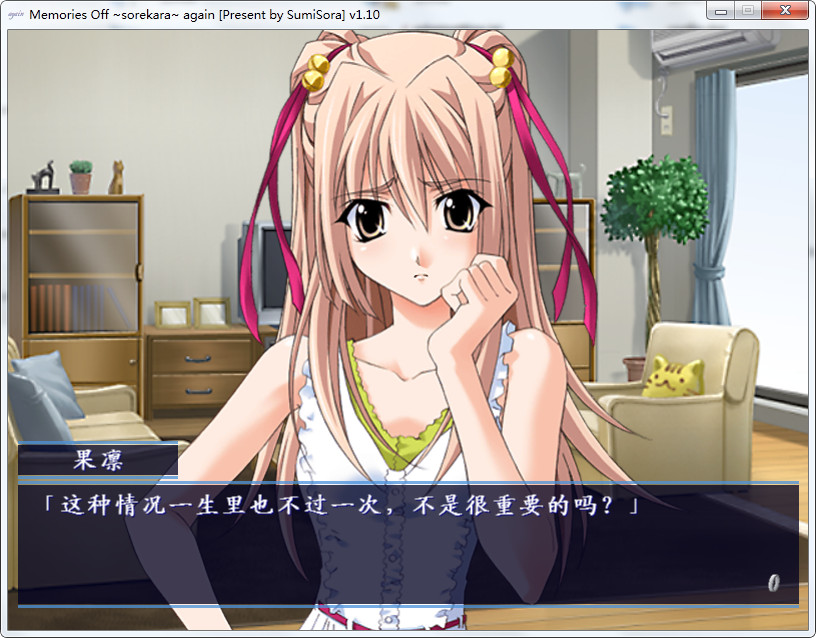 Memories Off ~sorekara~ again [Present by SumiSora] v1.10
果凛
「这种情况一生里也不过一次，不是很重要的吗？」